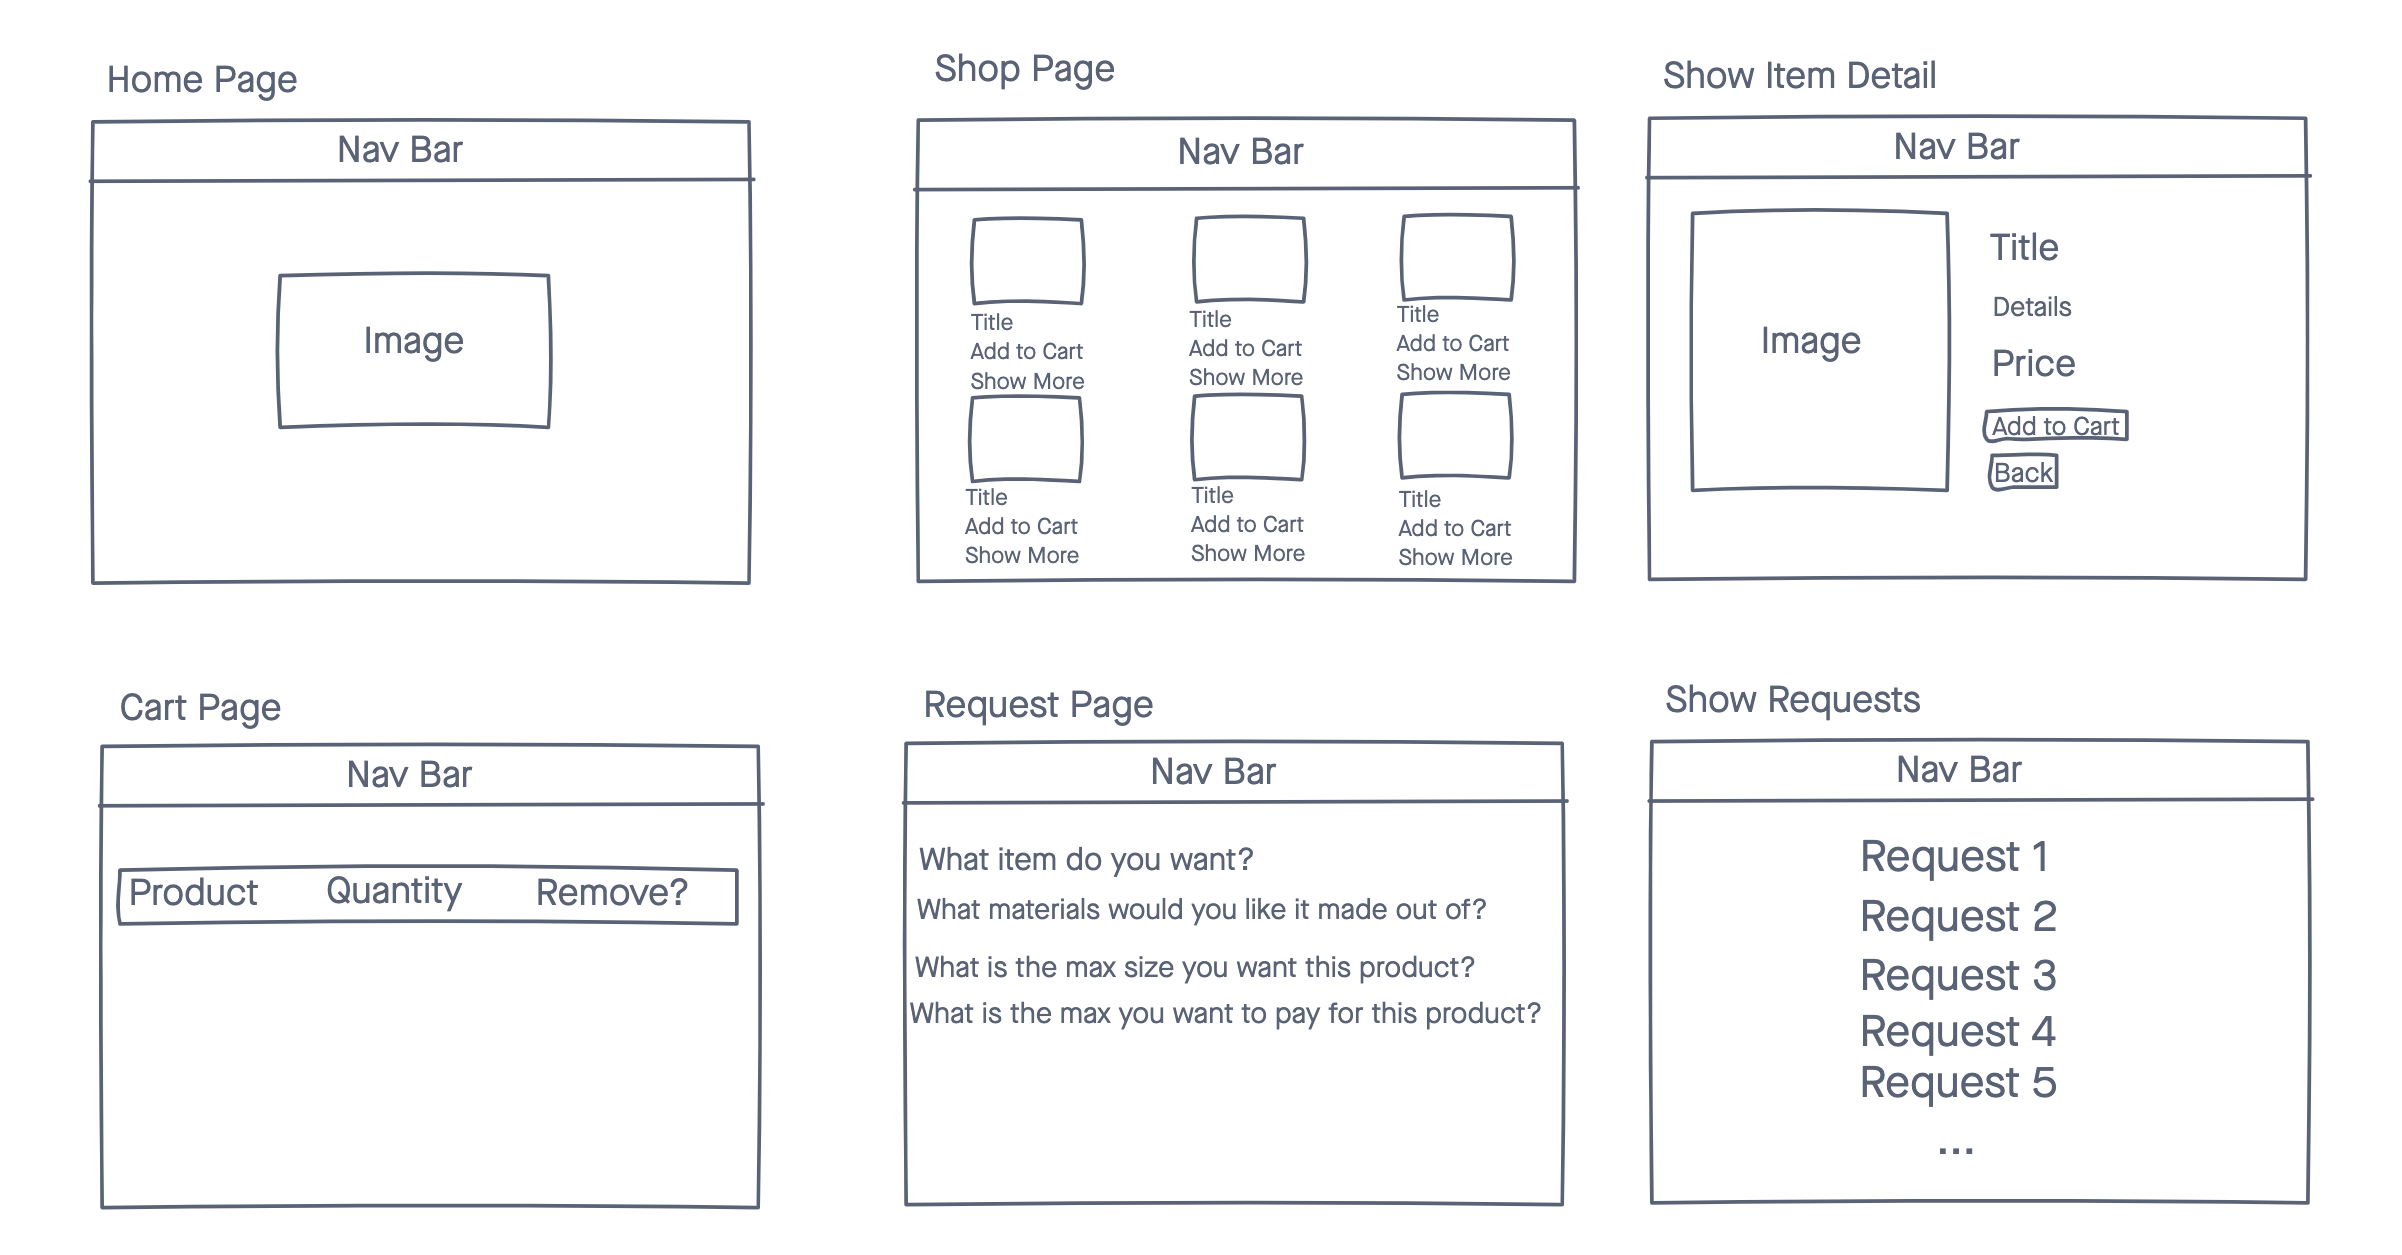 Home Page
Nav Bar
Image
Shop Page
Nav Bar
Title
Add to Cart
Show More
Title
Add to Cart
Show More
Title
Add to Cart
Show More
Title
Add to Cart
Show More
Title
Add to Cart
Show More
Title
Add to Cart
Show More
Show Item Detail
Nav Bar
Image
Title
Details
Price
Add to Cart
Back
Cart Page
Nav Bar
Product Quantity Remove?
Request Page
Nav Bar
What item do you want?
What materials would you like it made out of?
What is the max size you want this product?
What is the max you want to pay for this product?
Show Requests
Nav Bar
Request 1
Request 2
Request 3
Request 4
Request 5
...